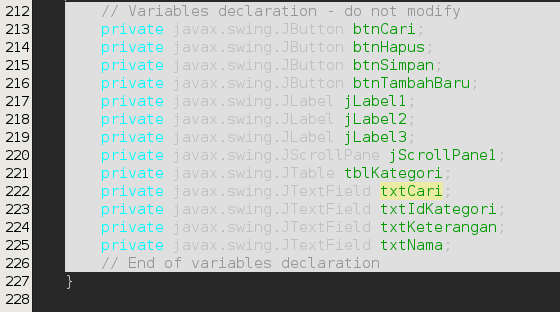 212 // Variables declaration - do not modify
213 private javax.swing.JButton btnCari;
214 private javax.swing.JButton btnHapus;
215 private javax.swing.JButton btnSimpan;
216 private javax.swing.JButton btnTambahBaru;
217 private javax.swing.JLabel jLabel1;
218 private javax.swing.JLabel jLabel2;
219 private javax.swing.JLabel jLabel3;
220 private javax.swing.JScrollPane jScrollPane1;
221 private javax.swing.JTable tblKategori;
222 private javax.swing.JTextField txtCari;
223 private javax.swing.JTextField txtIdKategori;
224 private javax.swing.JTextField txtKeterangan;
225 private javax.swing.JTextField txtNama;
226 // End of variables declaration
227 }
228